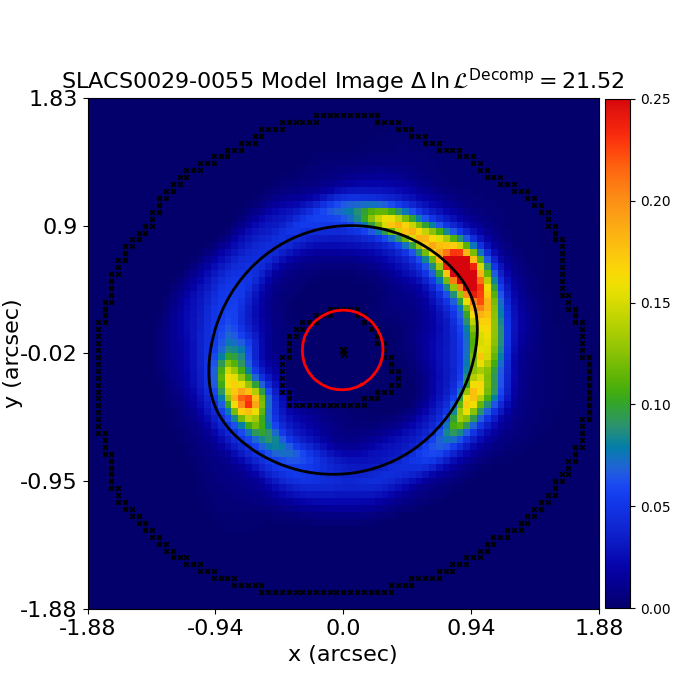 SLACS0029-0055 Model Image Δ ln ℒ^Decomp = 21.52
1.83
0.9
-0.02
-0.95
-1.88
y (arcsec)
-1.88 -0.94 0.0 0.94 1.88
x (arcsec)
0.25
0.20
0.15
0.10
0.05
0.00